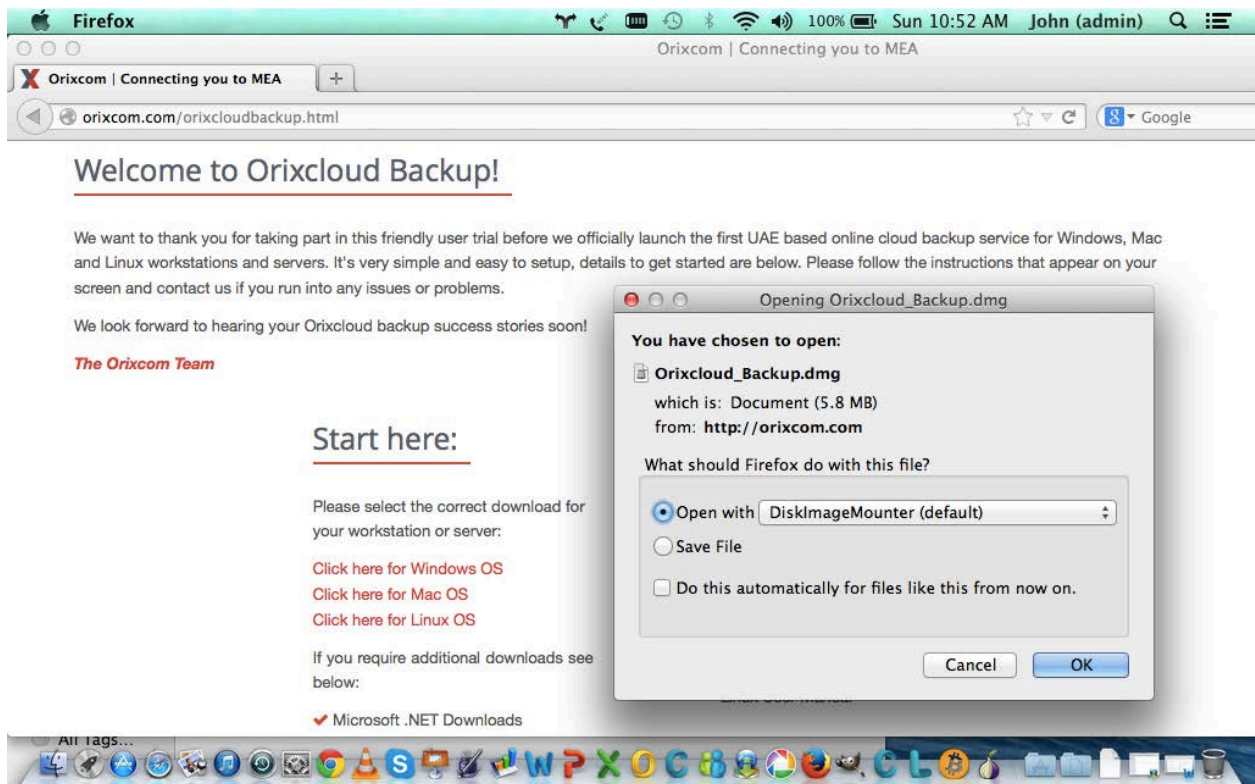 Firefox
100% Sun 10:52 AM John (admin)
Orixcom | Connecting you to MEA
Orixcom | Connecting you to MEA
orixcom.com/orixcloudbackup.html
Google
Welcome to Orixcloud Backup!
We want to thank you for taking part in this friendly user trial before we officially launch the first UAE based online cloud backup service for Windows, Mac
and Linux workstations and servers. It's very simple and easy to setup, details to get started are below. Please follow the instructions that appear on your
screen and contact us if you run into any issues or problems.
We look forward to hearing your Orixcloud backup success stories soon!
The Orixcom Team
Start here:
Please select the correct download for
your workstation or server:
Click here for Windows OS
Click here for Mac OS
Click here for Linux OS
If you require additional downloads see
below:
Microsoft .NET Downloads
Opening Orixcloud_Backup.dmg
You have chosen to open:
Orixcloud_Backup.dmg
which is: Document (5.8 MB)
from: http://orixcom.com
What should Firefox do with this file?
Open with DiskImageMounter (default)
Save File
Do this automatically for files like this from now on.
Cancel OK
Linux User Manual
All Tags...